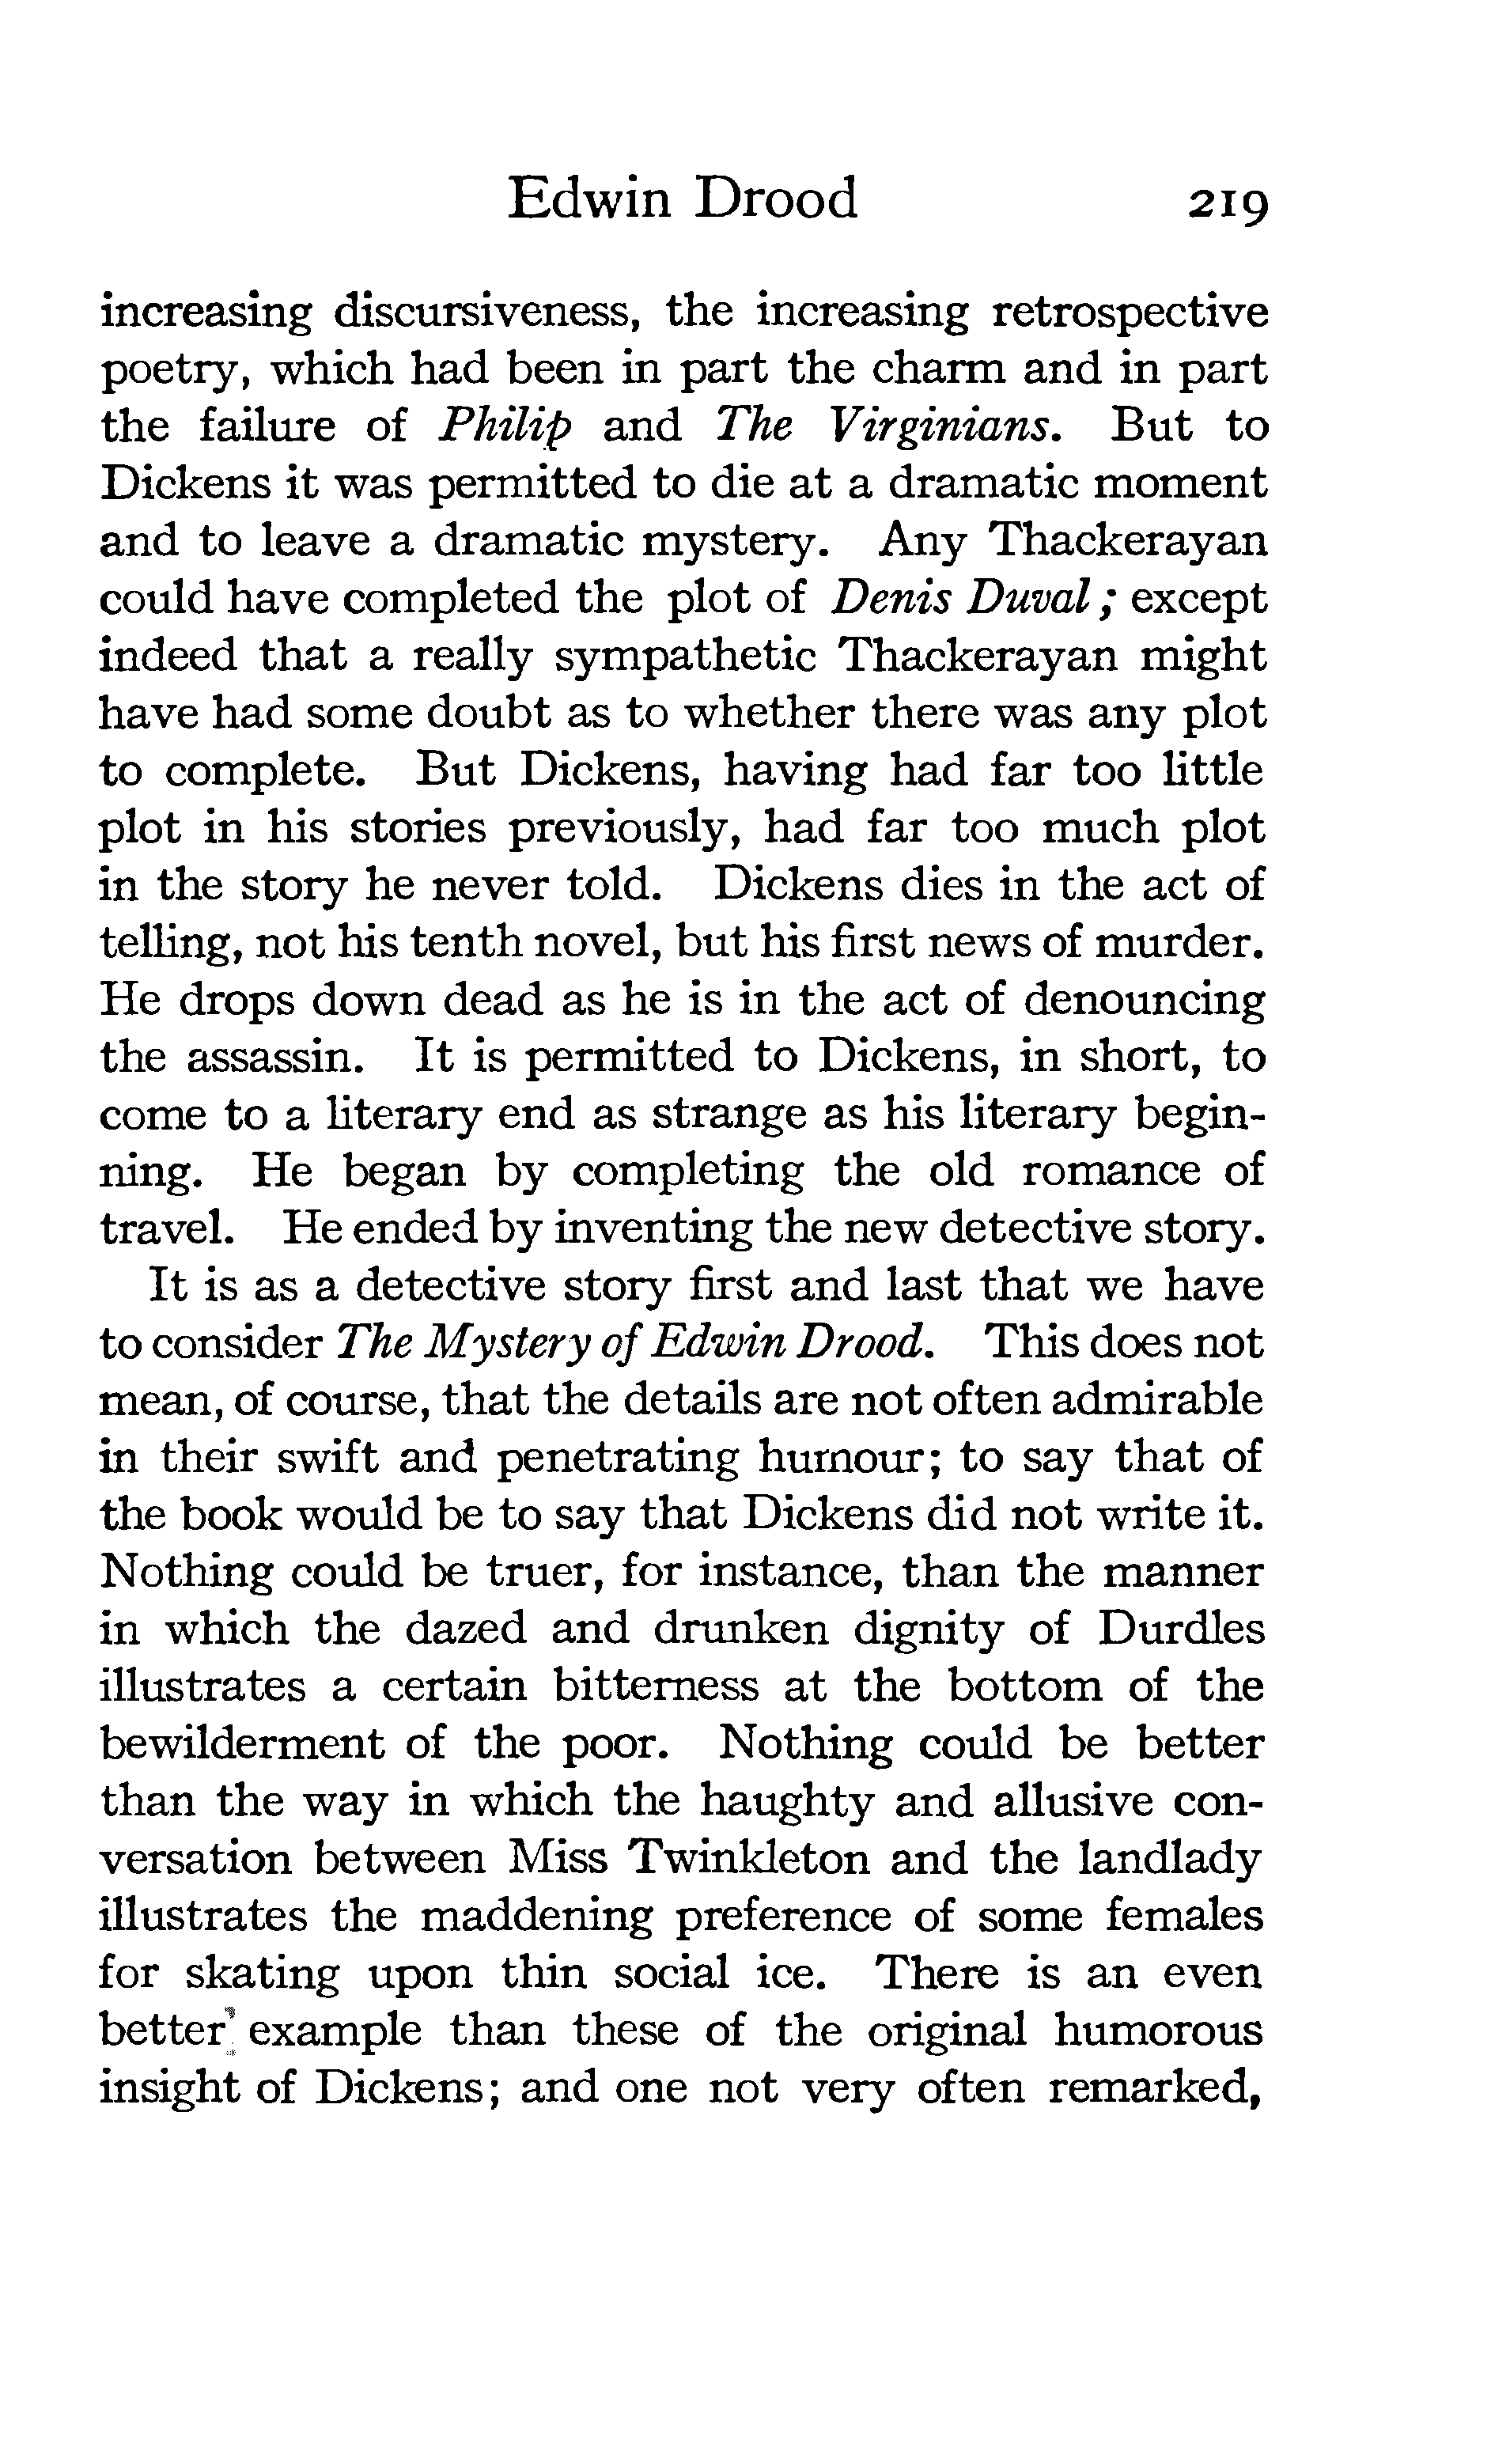 Edwin Drood 219
increasing discursiveness, the increasing retrospective
poetry, which had been in part the charm and in part
the failure of Philip and The Virginians. But to
Dickens it was permitted to die at a dramatic moment
and to leave a dramatic mystery. Any Thackerayan
could have completed the plot of Denis Duval; except
indeed that a really sympathetic Thackerayan might
have had some doubt as to whether there was any plot
to complete. But Dickens, having had far too little
plot in his stories previously, had far too much plot
in the story he never told. Dickens dies in the act of
telling, not his tenth novel, but his first news of murder.
He drops down dead as he is in the act of denouncing
the assassin. It is permitted to Dickens, in short, to
come to a literary end as strange as his literary begin-
ning. He began by completing the old romance of
travel. He ended by inventing the new detective story.
It is as a detective story first and last that we have
to consider The Mystery of Edwin Drood. This does not
mean, of course, that the details are not often admirable
in their swift and penetrating humour; to say that of
the book would be to say that Dickens did not write it.
Nothing could be truer, for instance, than the manner
in which the dazed and drunken dignity of Durdles
illustrates a certain bitterness at the bottom of the
bewilderment of the poor. Nothing could be better
than the way in which the haughty and allusive con-
versation between Miss Twinkleton and the landlady
illustrates the maddening preference of some females
for skating upon thin social ice. There is an even
better example than these of the original humorous
insight of Dickens; and one not very often remarked,